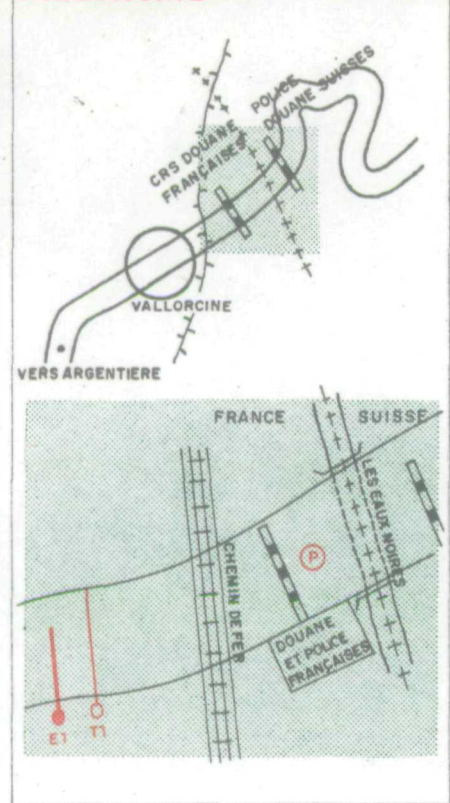 CRS DOUANE
FRANÇAISES
POLICE
DOUANE SUISSES
VALLORCINE
VERS ARGENTIERE
FRANCE
SUISSE
CHEMIN DE FER
P
LES EAUX NOIRES
DOUANE
ET POLICE
FRANÇAISES
E1
T1